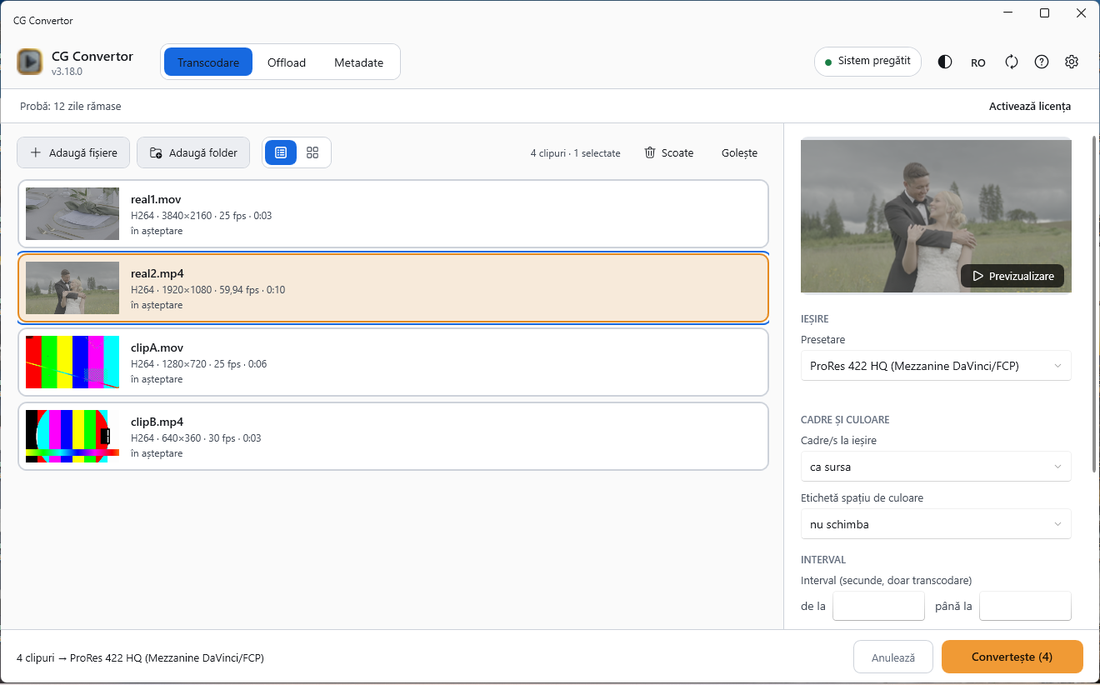 CG Convertor
CG Convertor
v3.18.0
Transcodare
Offload
Metadate
Sistem pregătit
RO
Probă: 12 zile rămase
Activează licența
Adaugă fișiere
Adaugă folder
4 clipuri · 1 selectate
Scoate
Golește
real1.mov
H264 · 3840×2160 · 25 fps · 0:03
în așteptare
real2.mp4
H264 · 1920×1080 · 59,94 fps · 0:10
în așteptare
clipA.mov
H264 · 1280×720 · 25 fps · 0:06
în așteptare
clipB.mp4
H264 · 640×360 · 30 fps · 0:03
în așteptare
Previzualizare
IEȘIRE
Presetare
ProRes 422 HQ (Mezzanine DaVinci/FCP)
CADRE ȘI CULOARE
Cadre/s la ieșire
ca sursa
Etichetă spațiu de culoare
nu schimba
INTERVAL
Interval (secunde, doar transcodare)
de la
până la
4 clipuri → ProRes 422 HQ (Mezzanine DaVinci/FCP)
Anulează
Convertește (4)